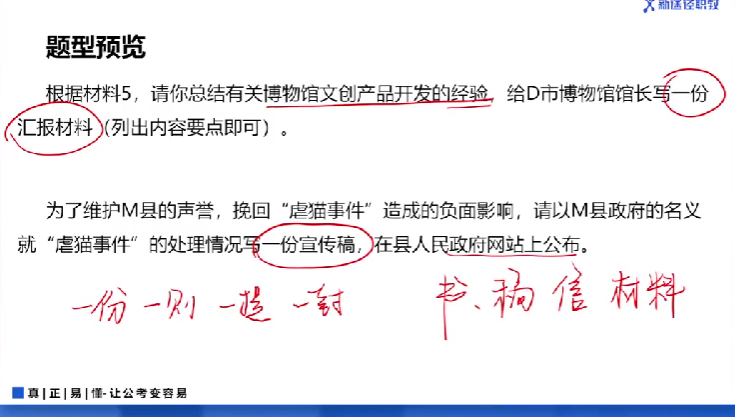 新途径职教
题型预览
根据材料5，请你总结有关博物馆文创产品开发的经验，给D市博物馆馆长写一份
汇报材料（列出内容要点即可）。
为了维护M县的声誉，挽回“虐猫事件”造成的负面影响，请以M县政府的名义
就“虐猫事件”的处理情况写一份宣传稿，在县人民政府网站上公布。
一份 一则 一篇 一封 书、稿 信 材料
真|正|易|懂-让公考变容易